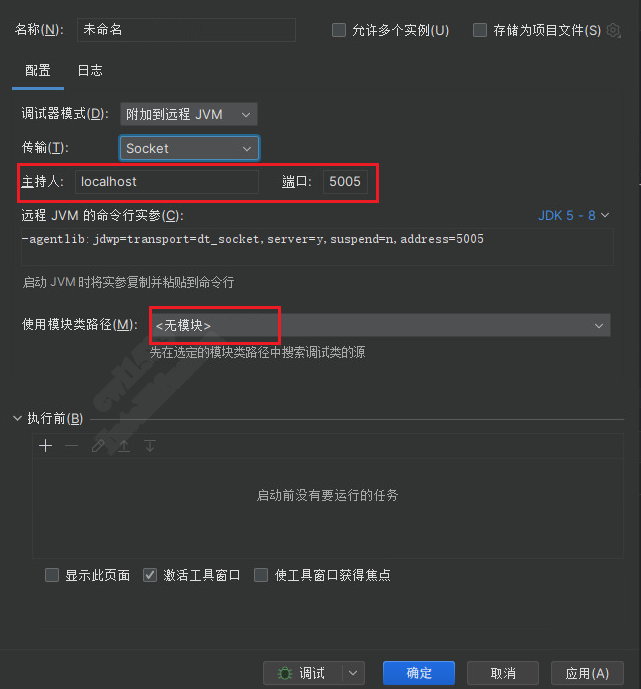 名称(N): 未命名 允许多个实例(U) 存储为项目文件(S)
配置 日志
调试器模式(D): 附加到远程 JVM
传输(T): Socket
主持人: localhost 端口: 5005
远程 JVM 的命令行实参(C): JDK 5 - 8
-agentlib:jdwp=transport=dt_socket,server=y,suspend=n,address=5005
启动 JVM 时将实参复制并粘贴到命令行
使用模块类路径(M): <无模块>
先在选定的模块类路径中搜索调试类的源
执行前(B)
启动前没有要运行的任务
显示此页面 激活工具窗口 使工具窗口获得焦点
调试 确定 取消 应用(A)